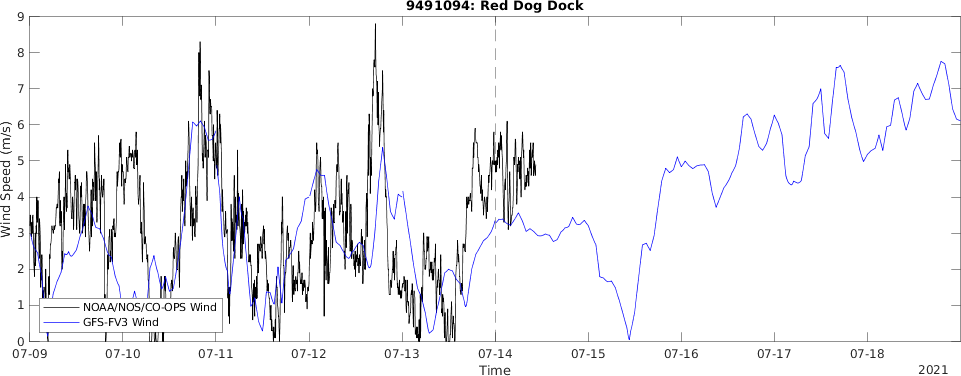 9491094: Red Dog Dock
9
8
7
6
5
4
3
2
1
0
Wind Speed (m/s)
NOAA/NOS/CO-OPS Wind
GFS-FV3 Wind
07-09 07-10 07-11 07-12 07-13 07-14 07-15 07-16 07-17 07-18
Time
2021